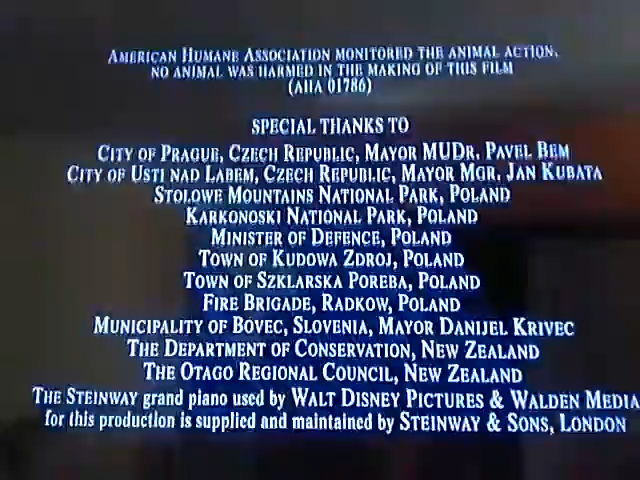 AMERICAN HUMANE ASSOCIATION MONITORED THE ANIMAL ACTION.
NO ANIMAL WAS HARMED IN THE MAKING OF THIS FILM
(AHA 01786)
SPECIAL THANKS TO
CITY OF PRAGUE, CZECH REPUBLIC, MAYOR MUDR. PAVEL BEM
CITY OF USTI NAD LABEM, CZECH REPUBLIC, MAYOR MGR. JAN KUBATA
STOLOWE MOUNTAINS NATIONAL PARK, POLAND
KARKONOSKI NATIONAL PARK, POLAND
MINISTER OF DEFENCE, POLAND
TOWN OF KUDOWA ZDROJ, POLAND
TOWN OF SZKLARSKA POREBA, POLAND
FIRE BRIGADE, RADKOW, POLAND
MUNICIPALITY OF BOVEC, SLOVENIA, MAYOR DANIJEL KRIVEC
THE DEPARTMENT OF CONSERVATION, NEW ZEALAND
THE OTAGO REGIONAL COUNCIL, NEW ZEALAND
THE STEINWAY grand piano used by WALT DISNEY PICTURES & WALDEN MEDIA
for this production is supplied and maintained by STEINWAY & SONS, LONDON